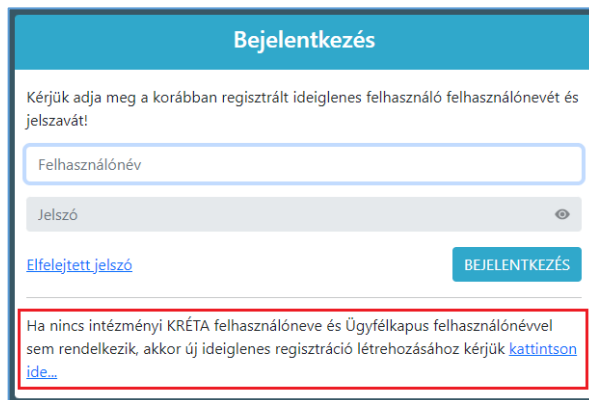 Bejelentkezés
Kérjük adja meg a korábban regisztrált ideiglenes felhasználó felhasználónevét és
jelszavát!
Felhasználónév
Jelszó
Elfelejtett jelszó
BEJELENTKEZÉS
Ha nincs intézményi KRÉTA felhasználóneve és Ügyfélkapus felhasználónévvel
sem rendelkezik, akkor új ideiglenes regisztráció létrehozásához kérjük kattintson
ide...